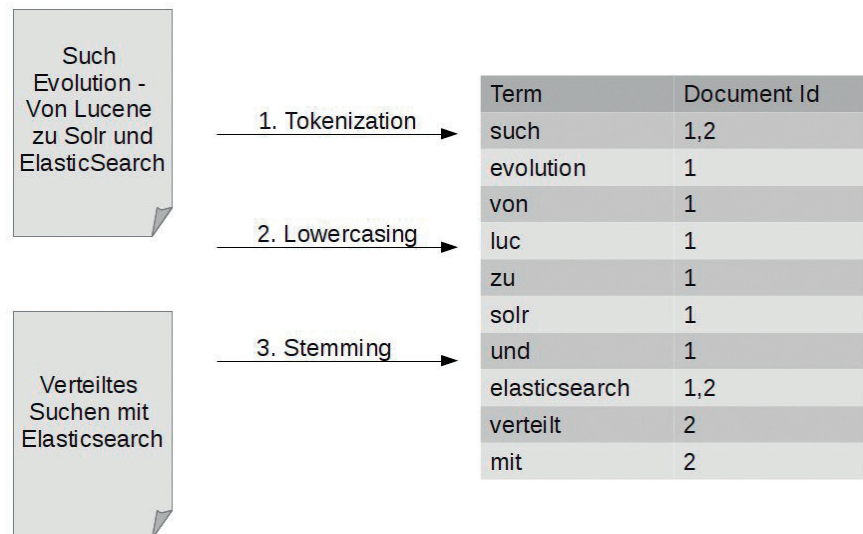 Such
Evolution -
Von Lucene
zu Solr und
ElasticSearch
Verteiltes
Suchen mit
Elasticsearch
1. Tokenization
2. Lowercasing
3. Stemming
Term Document Id
such 1,2
evolution 1
von 1
luc 1
zu 1
solr 1
und 1
elasticsearch 1,2
verteilt 2
mit 2